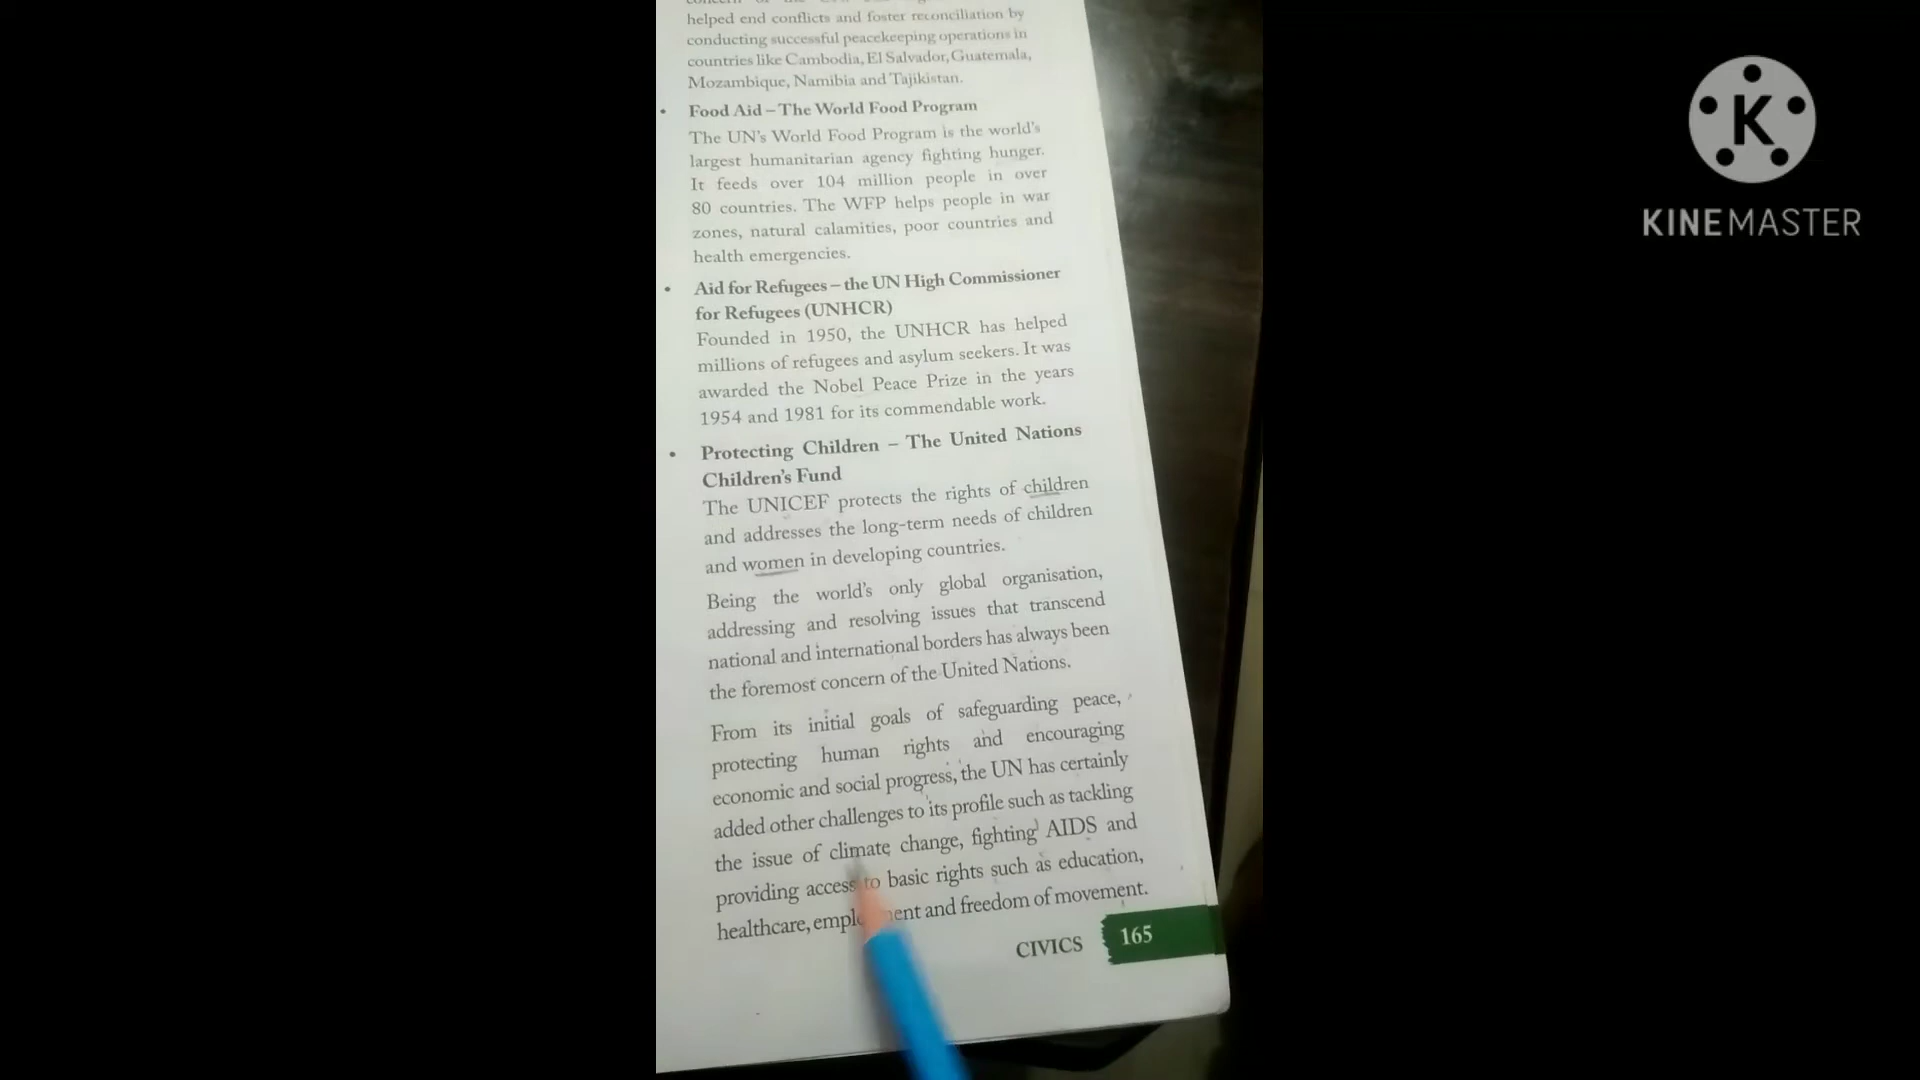 helped end conflicts and foster reconciliation by
conducting successful peacekeeping operations in
countries like Cambodia, El Salvador, Guatemala,
Mozambique, Namibia and Tajikistan.
• Food Aid – The World Food Program
The UN's World Food Program is the world's
largest humanitarian agency fighting hunger.
It feeds over 104 million people in over
80 countries. The WFP helps people in war
zones, natural calamities, poor countries and
health emergencies.
• Aid for Refugees – the UN High Commissioner
for Refugees (UNHCR)
Founded in 1950, the UNHCR has helped
millions of refugees and asylum seekers. It was
awarded the Nobel Peace Prize in the years
1954 and 1981 for its commendable work.
• Protecting Children – The United Nations
Children's Fund
The UNICEF protects the rights of children
and addresses the long-term needs of children
and women in developing countries.
Being the world's only global organisation,
addressing and resolving issues that transcend
national and international borders has always been
the foremost concern of the United Nations.
From its initial goals of safeguarding peace,
protecting human rights and encouraging
economic and social progress, the UN has certainly
added other challenges to its profile such as tackling
the issue of climate change, fighting AIDS and
providing access to basic rights such as education,
healthcare, and freedom of movement.
CIVICS 165
K
KINEMASTER